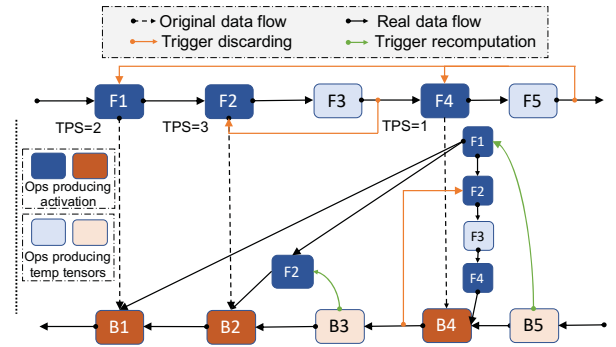 Original data flow
Real data flow
Trigger discarding
Trigger recomputation
F1
F2
F3
F4
F5
TPS=2
TPS=3
TPS=1
F1
Ops producing
activation
F2
F3
F2
F4
Ops producing
temp tensors
B1
B2
B3
B4
B5